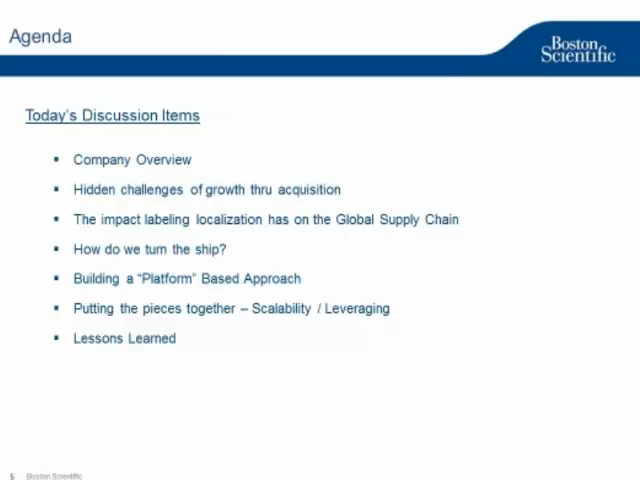 Agenda
Boston
Scientific
Today's Discussion Items
▪ Company Overview
▪ Hidden challenges of growth thru acquisition
▪ The impact labeling localization has on the Global Supply Chain
▪ How do we turn the ship?
▪ Building a “Platform” Based Approach
▪ Putting the pieces together – Scalability / Leveraging
▪ Lessons Learned
5 Boston Scientific